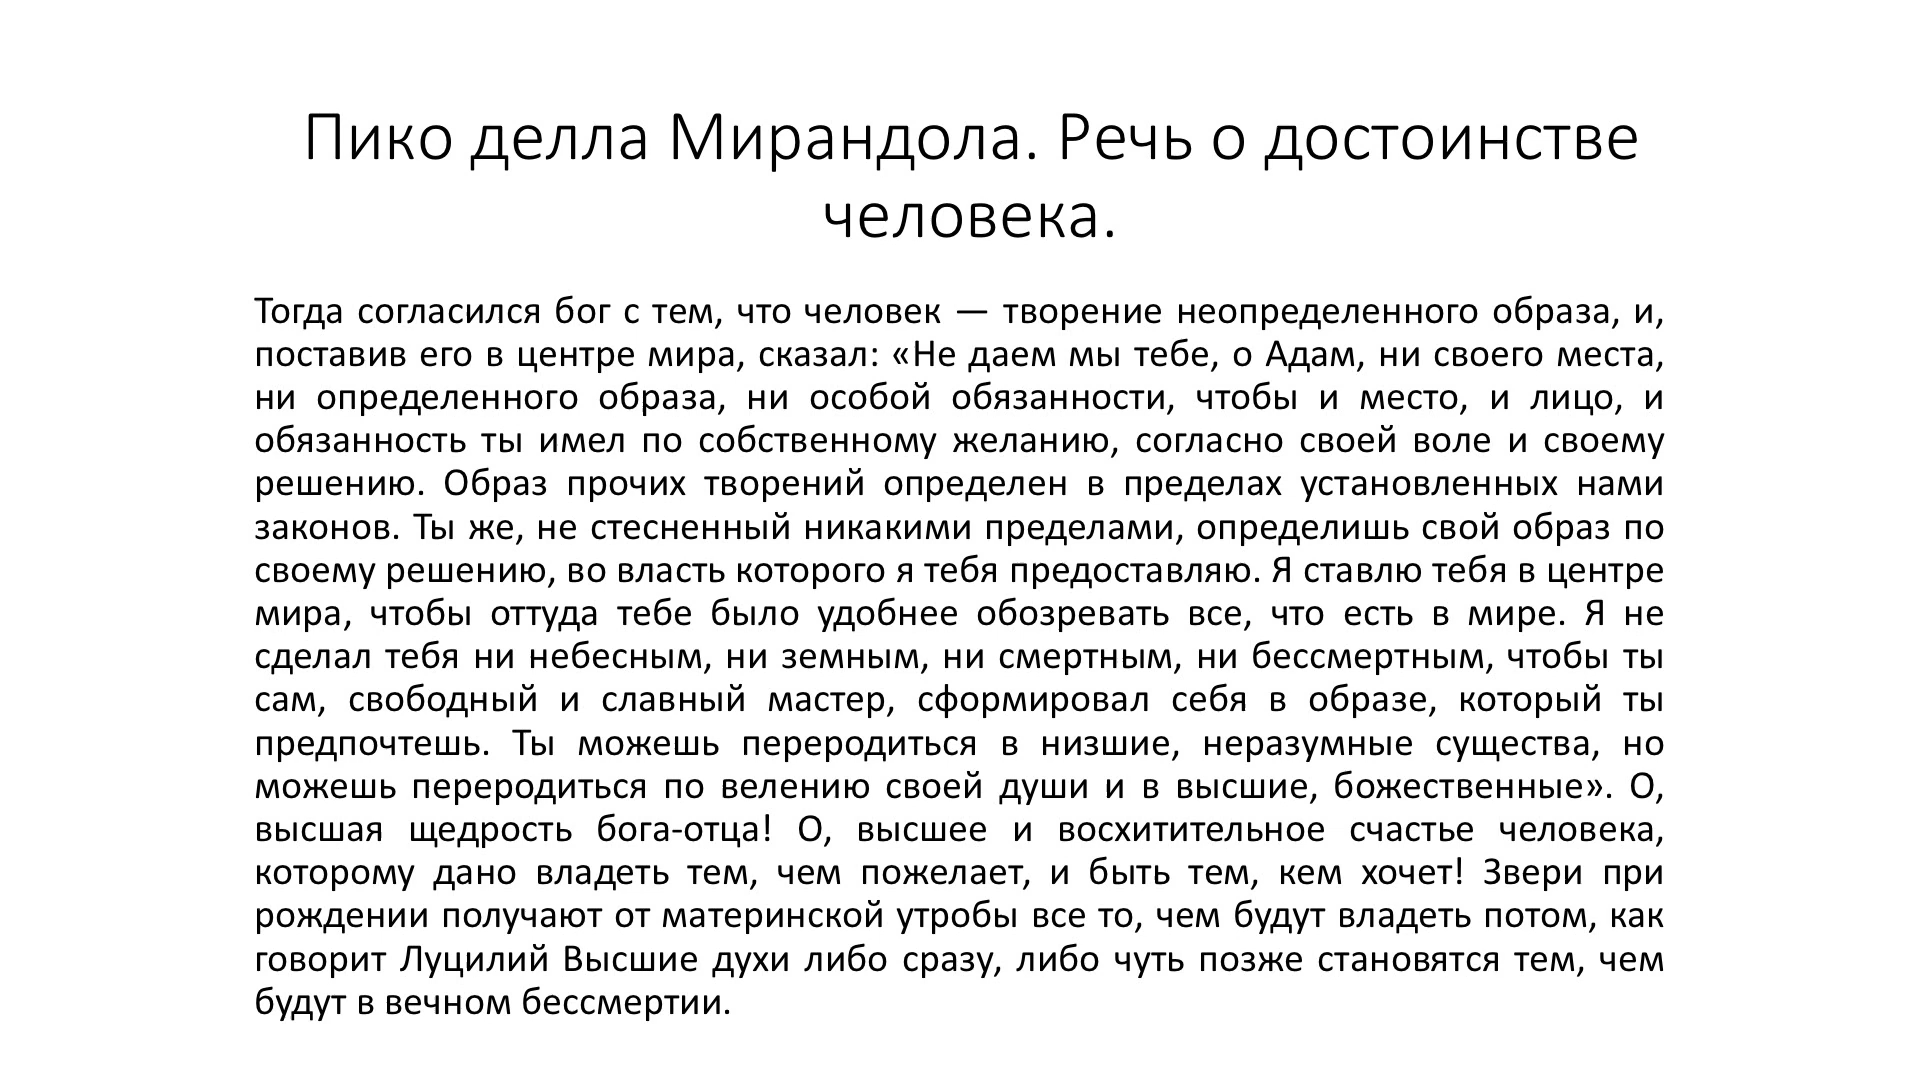 Пико делла Мирандола. Речь о достоинстве
человека.
Тогда согласился бог с тем, что человек — творение неопределенного образа, и,
поставив его в центре мира, сказал: «Не даем мы тебе, о Адам, ни своего места,
ни определенного образа, ни особой обязанности, чтобы и место, и лицо, и
обязанность ты имел по собственному желанию, согласно своей воле и своему
решению. Образ прочих творений определен в пределах установленных нами
законов. Ты же, не стесненный никакими пределами, определишь свой образ по
своему решению, во власть которого я тебя предоставляю. Я ставлю тебя в центре
мира, чтобы оттуда тебе было удобнее обозревать все, что есть в мире. Я не
сделал тебя ни небесным, ни земным, ни смертным, ни бессмертным, чтобы ты
сам, свободный и славный мастер, сформировал себя в образе, который ты
предпочтешь. Ты можешь переродиться в низшие, неразумные существа, но
можешь переродиться по велению своей души и в высшие, божественные». О,
высшая щедрость бога-отца! О, высшее и восхитительное счастье человека,
которому дано владеть тем, чем пожелает, и быть тем, кем хочет! Звери при
рождении получают от материнской утробы все то, чем будут владеть потом, как
говорит Луцилий Высшие духи либо сразу, либо чуть позже становятся тем, чем
будут в вечном бессмертии.